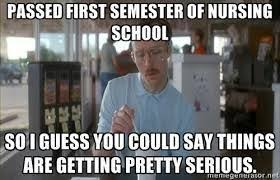 PASSED FIRST SEMESTER OF NURSING
SCHOOL
SO I GUESS YOU COULD SAY THINGS
ARE GETTING PRETTY SERIOUS.
memegenerator.net